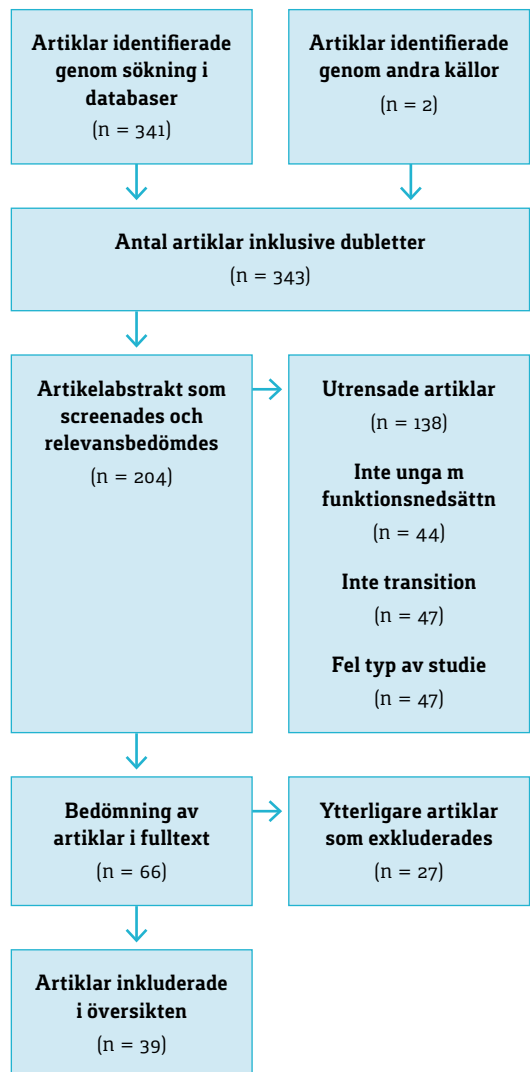 Artiklar identifierade
genom sökning i
databaser
(n = 341)
Artiklar identifierade
genom andra källor
(n = 2)
Antal artiklar inklusive dubletter
(n = 343)
Artikelabstrakt som
screenades och
relevansbedömdes
(n = 204)
Utrensade artiklar
(n = 138)
Inte unga m
funktionsnedsättn
(n = 44)
Inte transition
(n = 47)
Fel typ av studie
(n = 47)
Bedömning av
artiklar i fulltext
(n = 66)
Ytterligare artiklar
som exkluderades
(n = 27)
Artiklar inkluderade
i översikten
(n = 39)